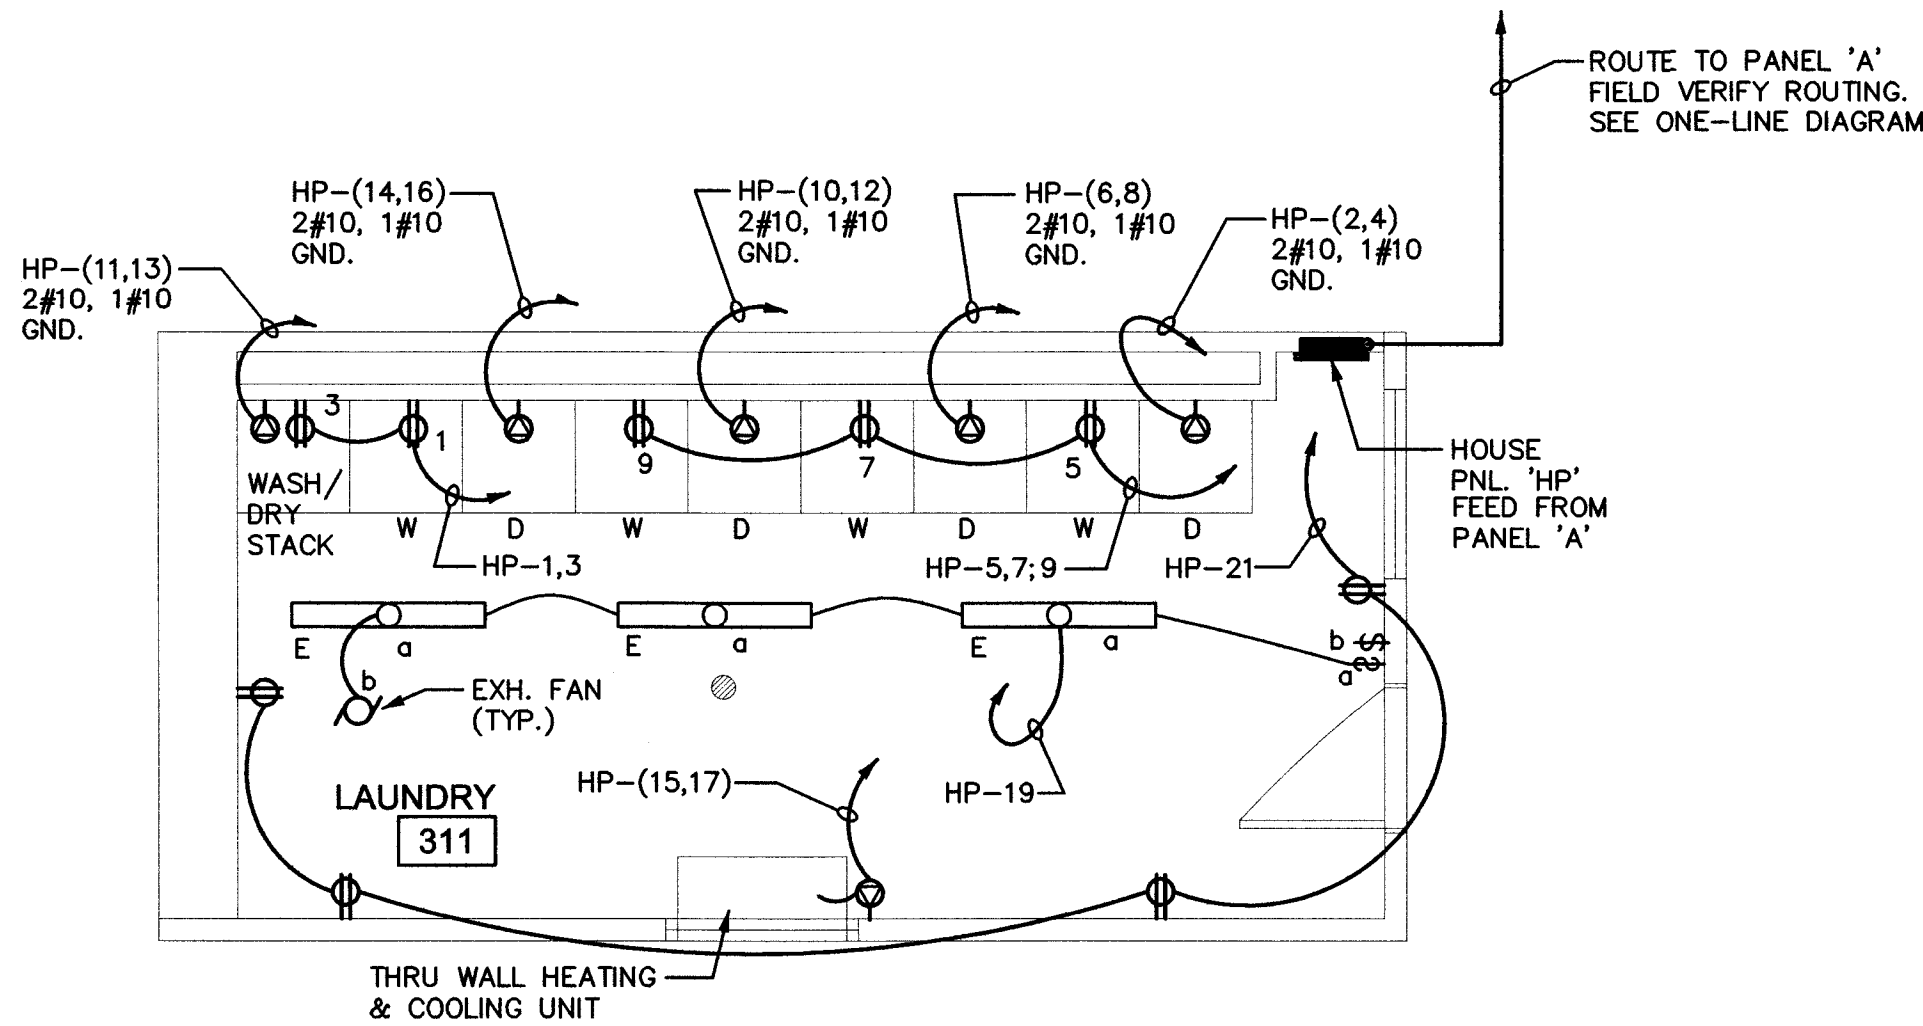 ROUTE TO PANEL 'A'
FIELD VERIFY ROUTING.
SEE ONE-LINE DIAGRAM
HP-(14,16)
2#10, 1#10
GND.
HP-(10,12)
2#10, 1#10
GND.
HP-(6,8)
2#10, 1#10
GND.
HP-(2,4)
2#10, 1#10
GND.
HP-(11,13)
2#10, 1#10
GND.
3
1
9
7
5
WASH/
DRY
STACK
W
D
W
D
W
D
W
D
HOUSE
PNL. 'HP'
FEED FROM
PANEL 'A'
HP-1,3
HP-5,7;9
HP-21
E
a
E
a
E
a
b
$
a
$
b
EXH. FAN
(TYP.)
HP-(15,17)
HP-19
LAUNDRY
311
THRU WALL HEATING
& COOLING UNIT